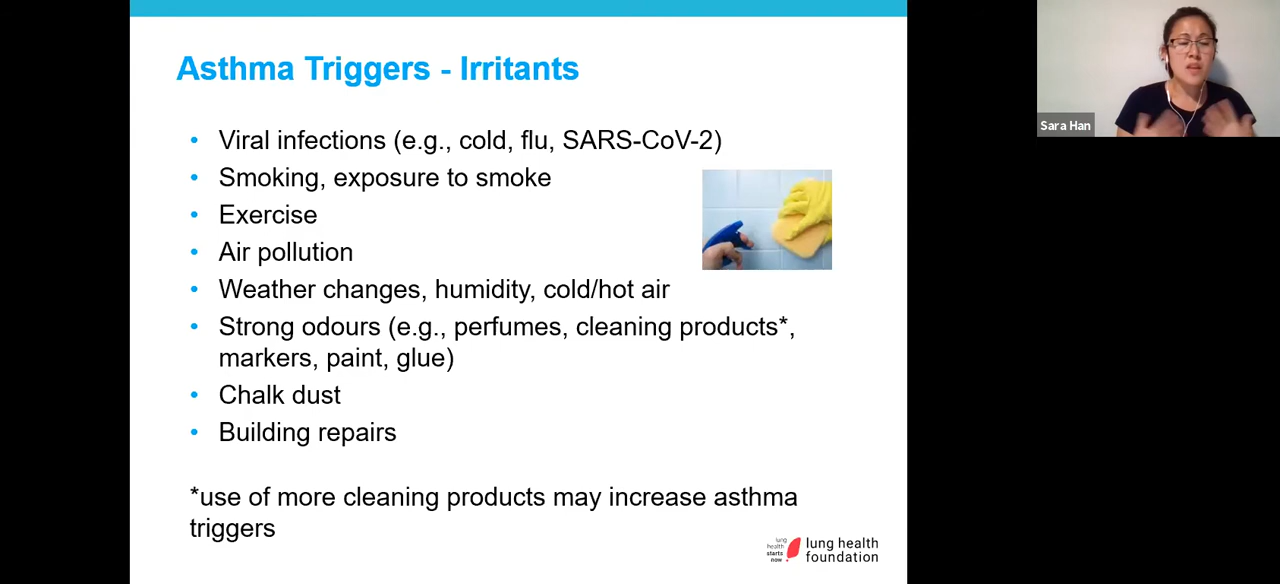 Asthma Triggers - Irritants
Sara Han
• Viral infections (e.g., cold, flu, SARS-CoV-2)
• Smoking, exposure to smoke
• Exercise
• Air pollution
• Weather changes, humidity, cold/hot air
• Strong odours (e.g., perfumes, cleaning products*,
markers, paint, glue)
• Chalk dust
• Building repairs
*use of more cleaning products may increase asthma
triggers
lung
health
starts
now
lung health
foundation